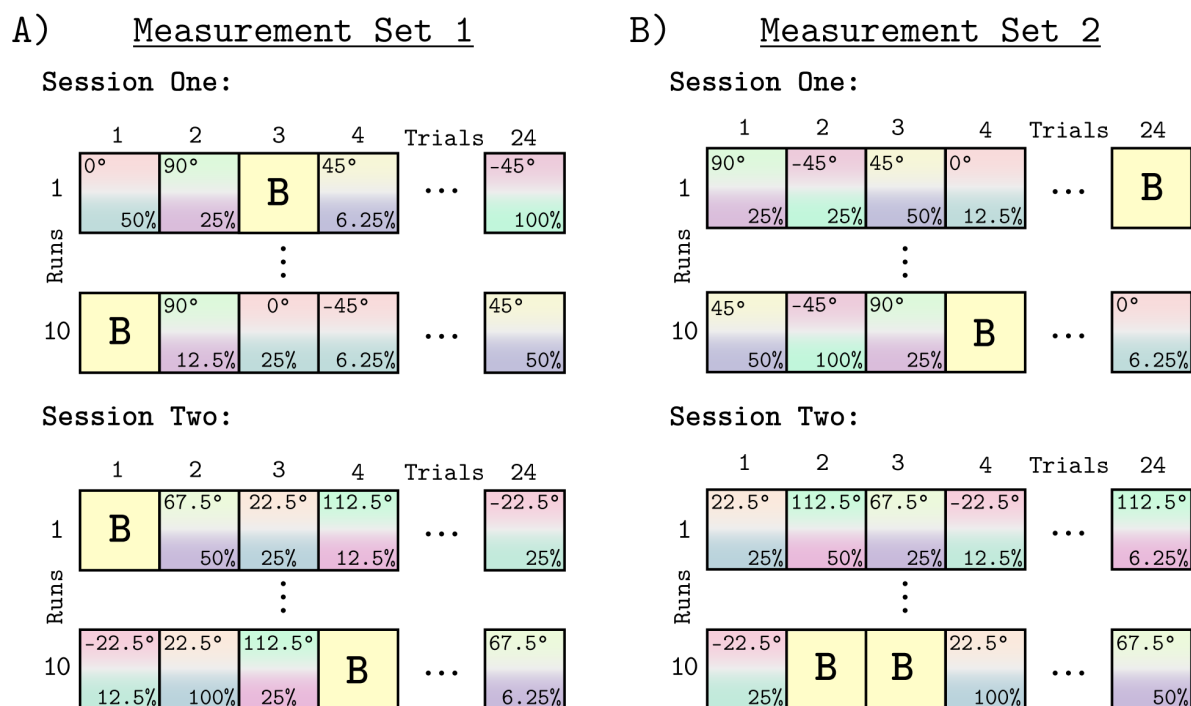 A) Measurement Set 1
Session One:
1 2 3 4 Trials 24
0° 90° B 45° ... -45°
1
50% 25% 6.25% 100%
Runs
⋮
B 90° 0° -45° ... 45°
10
12.5% 25% 6.25% 50%
Session Two:
1 2 3 4 Trials 24
B 67.5° 22.5° 112.5° ... -22.5°
1
50% 25% 12.5% 25%
Runs
⋮
-22.5° 22.5° 112.5° B ... 67.5°
10
12.5% 100% 25% 6.25%
B) Measurement Set 2
Session One:
1 2 3 4 Trials 24
90° -45° 45° 0° ... B
1
25% 25% 50% 12.5%
Runs
⋮
45° -45° 90° B ... 0°
10
50% 100% 25% 6.25%
Session Two:
1 2 3 4 Trials 24
22.5° 112.5° 67.5° -22.5° ... 112.5°
1
25% 50% 25% 12.5% 6.25%
Runs
⋮
-22.5° B B 22.5° ... 67.5°
10
25% 100% 50%